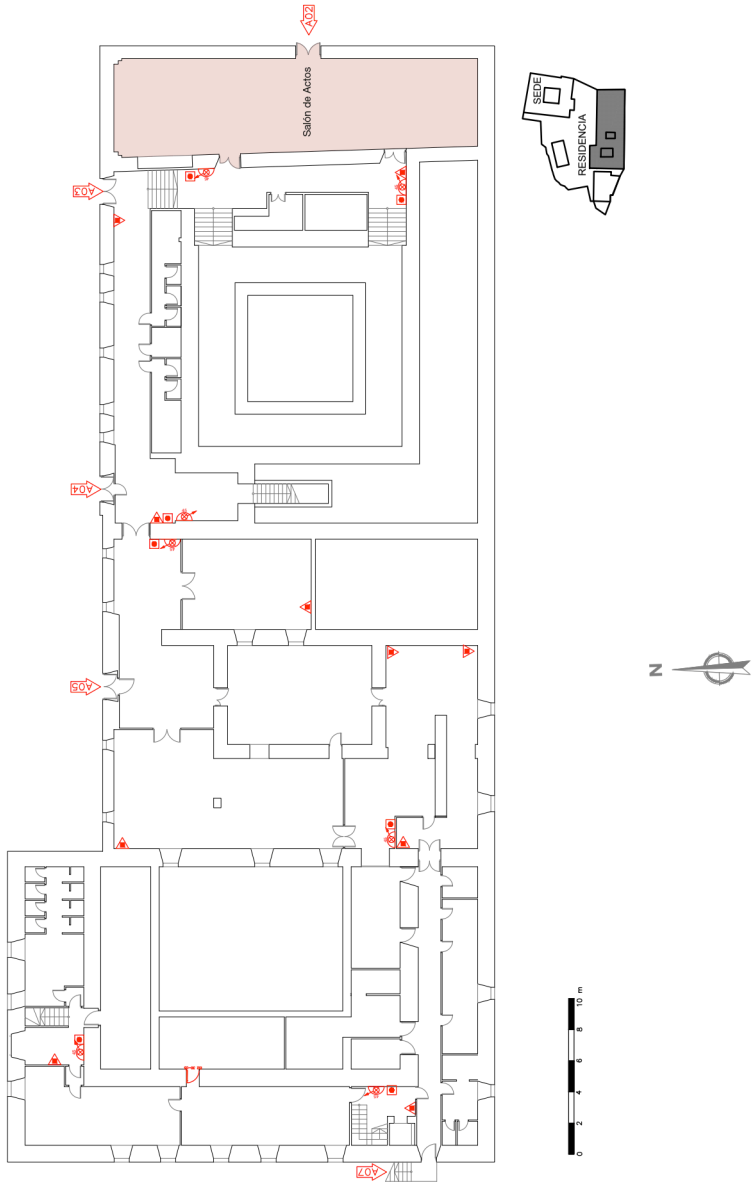 A02
Salón de Actos
A03
SEDE
RESIDENCIA
A04
A05
N
A07
0 2 4 6 8 10 m